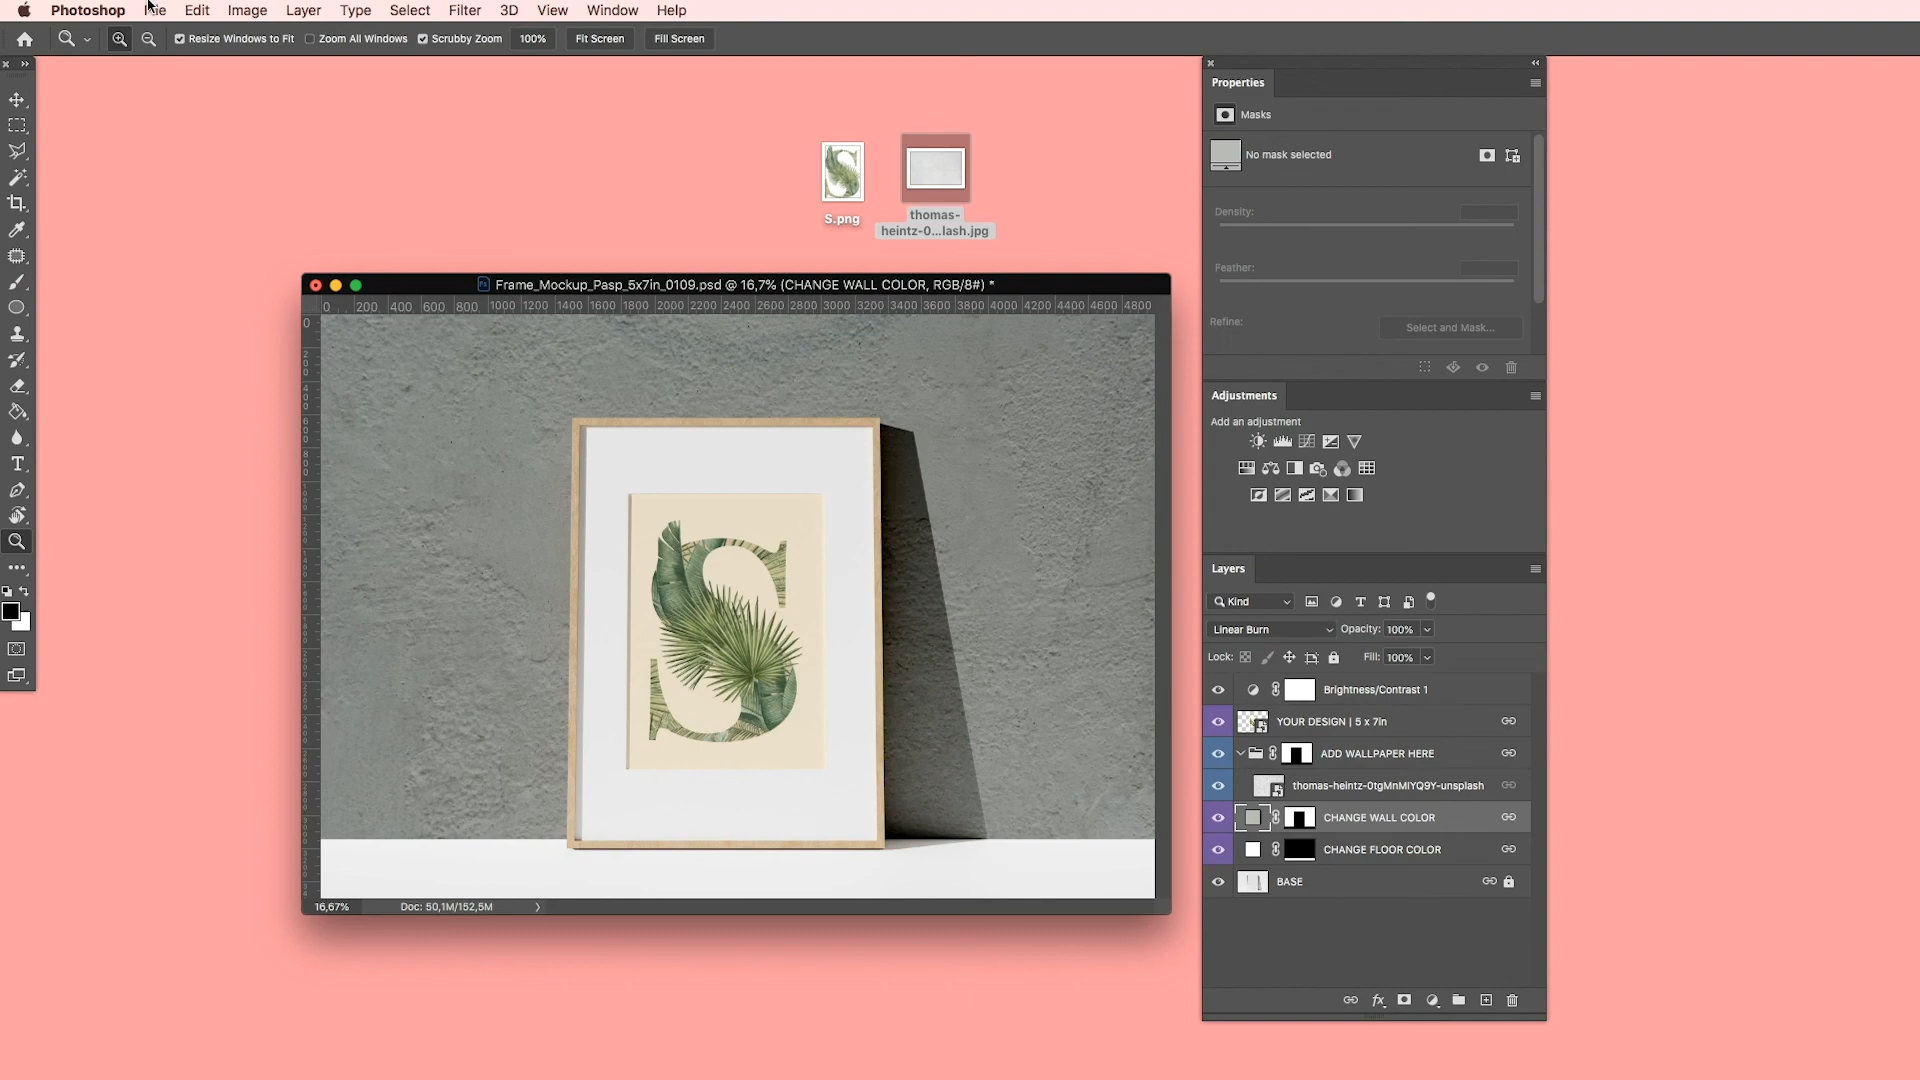 Photoshop File Edit Image Layer Type Select Filter 3D View Window Help
Resize Windows to Fit Zoom All Windows Scrubby Zoom 100% Fit Screen Fill Screen
Properties
Masks
No mask selected
Density:
Feather:
Refine: Select and Mask...
S.png
thomas-
heintz-0...lash.jpg
Frame_Mockup_Pasp_5x7in_0109.psd @ 16,7% (CHANGE WALL COLOR, RGB/8#) *
0 200 400 600 800 1000 1200 1400 1600 1800 2000 2200 2400 2600 2800 3000 3200 3400 3600 3800 4000 4200 4400 4600 4800
S
16,67% Doc: 50,1M/152,5M
Adjustments
Add an adjustment
Layers
Kind
Linear Burn Opacity: 100%
Lock: Fill: 100%
Brightness/Contrast 1
YOUR DESIGN | 5 x 7in
ADD WALLPAPER HERE
thomas-heintz-0tgMnMIYQ9Y-unsplash
CHANGE WALL COLOR
CHANGE FLOOR COLOR
BASE